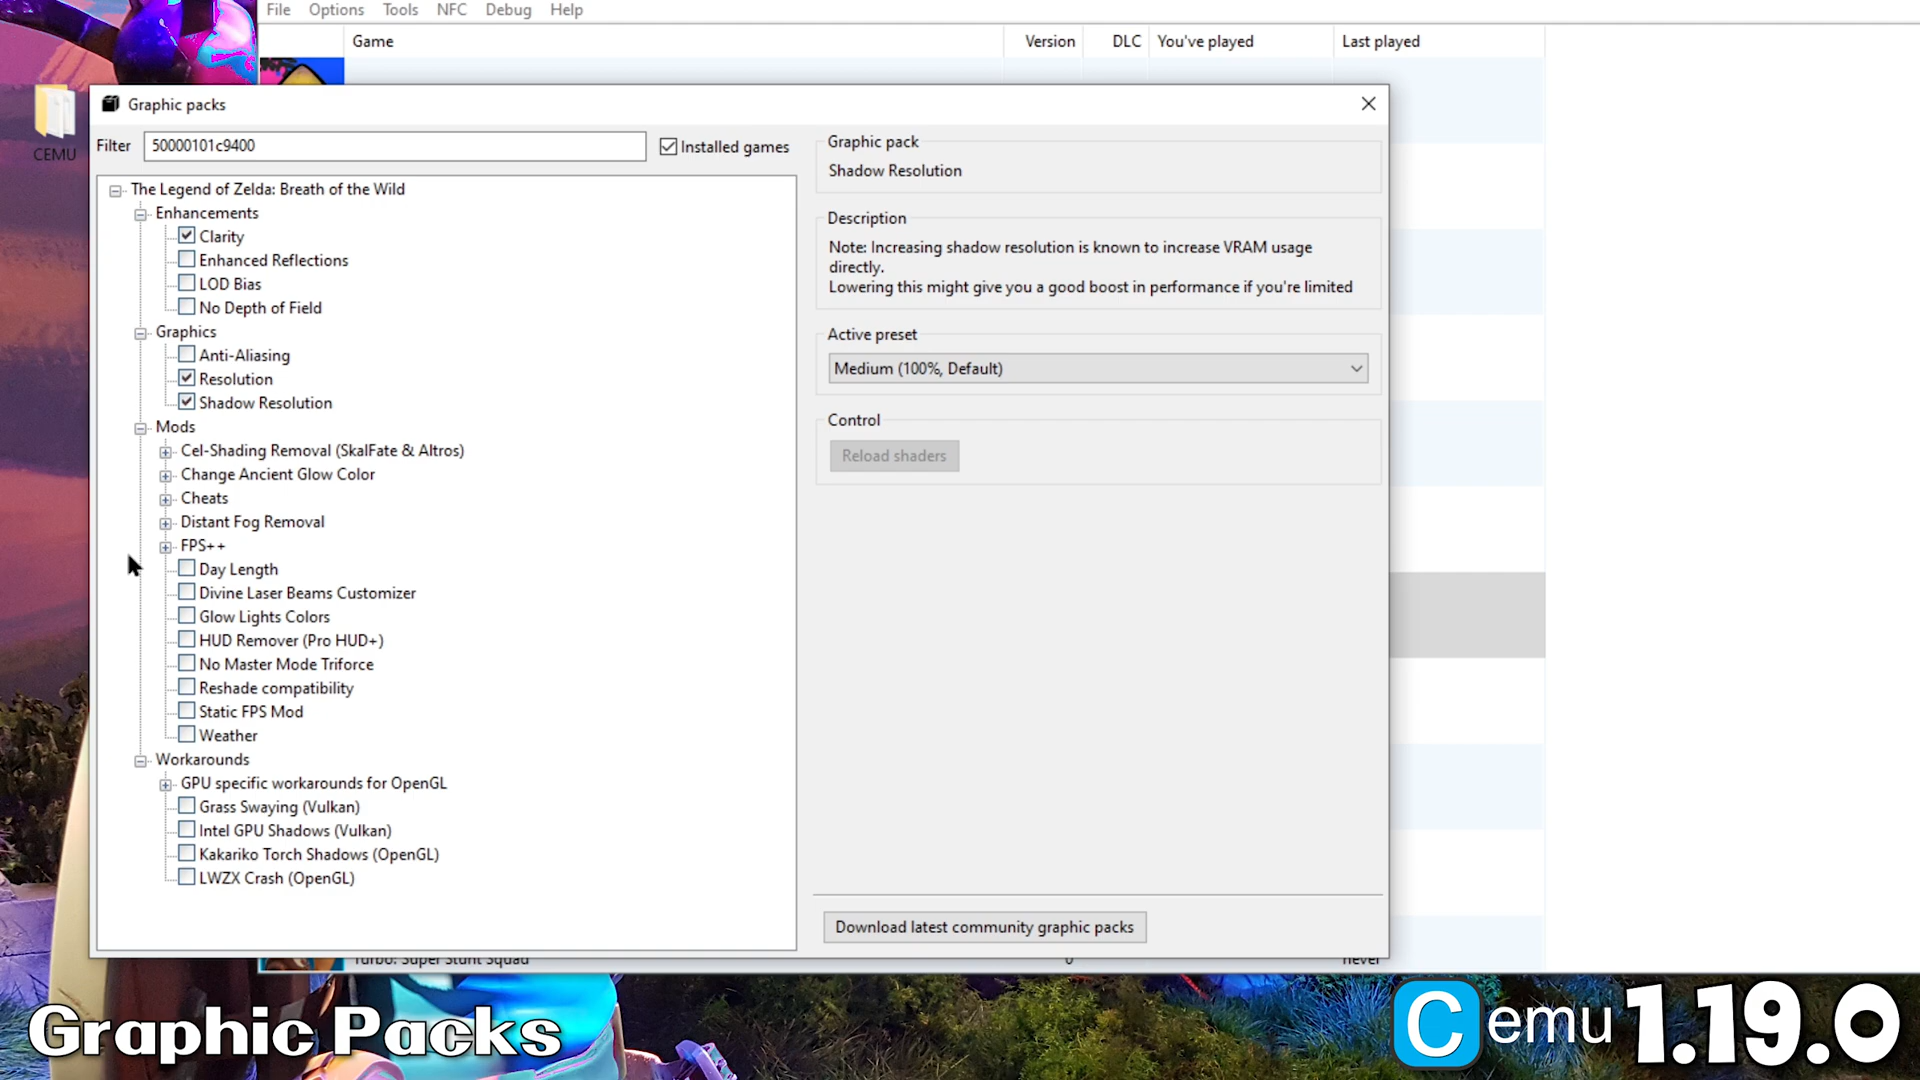 File Options Tools NFC Debug Help
Game Version DLC You've played Last played
CEMU
Graphic packs
Filter 50000101c9400 Installed games
The Legend of Zelda: Breath of the Wild
Enhancements
Clarity
Enhanced Reflections
LOD Bias
No Depth of Field
Graphics
Anti-Aliasing
Resolution
Shadow Resolution
Mods
Cel-Shading Removal (SkalFate & Altros)
Change Ancient Glow Color
Cheats
Distant Fog Removal
FPS++
Day Length
Divine Laser Beams Customizer
Glow Lights Colors
HUD Remover (Pro HUD+)
No Master Mode Triforce
Reshade compatibility
Static FPS Mod
Weather
Workarounds
GPU specific workarounds for OpenGL
Grass Swaying (Vulkan)
Intel GPU Shadows (Vulkan)
Kakariko Torch Shadows (OpenGL)
LWZX Crash (OpenGL)
Graphic pack
Shadow Resolution
Description
Note: Increasing shadow resolution is known to increase VRAM usage
directly.
Lowering this might give you a good boost in performance if you're limited
Active preset
Medium (100%, Default)
Control
Reload shaders
Download latest community graphic packs
Turbo: Super Stunt Squad 0 never
Graphic Packs
Cemu 1.19.0